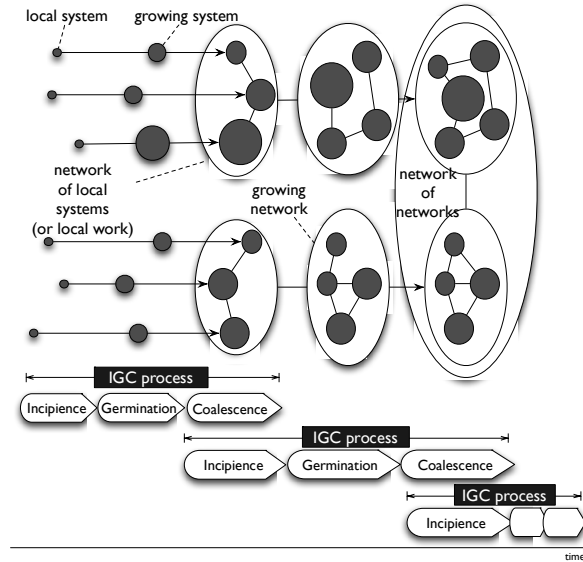 local system
growing system
network
of local
systems
(or local work)
growing
network
network
of
networks
IGC process
Incipience
Germination
Coalescence
IGC process
Incipience
Germination
Coalescence
IGC process
Incipience
time